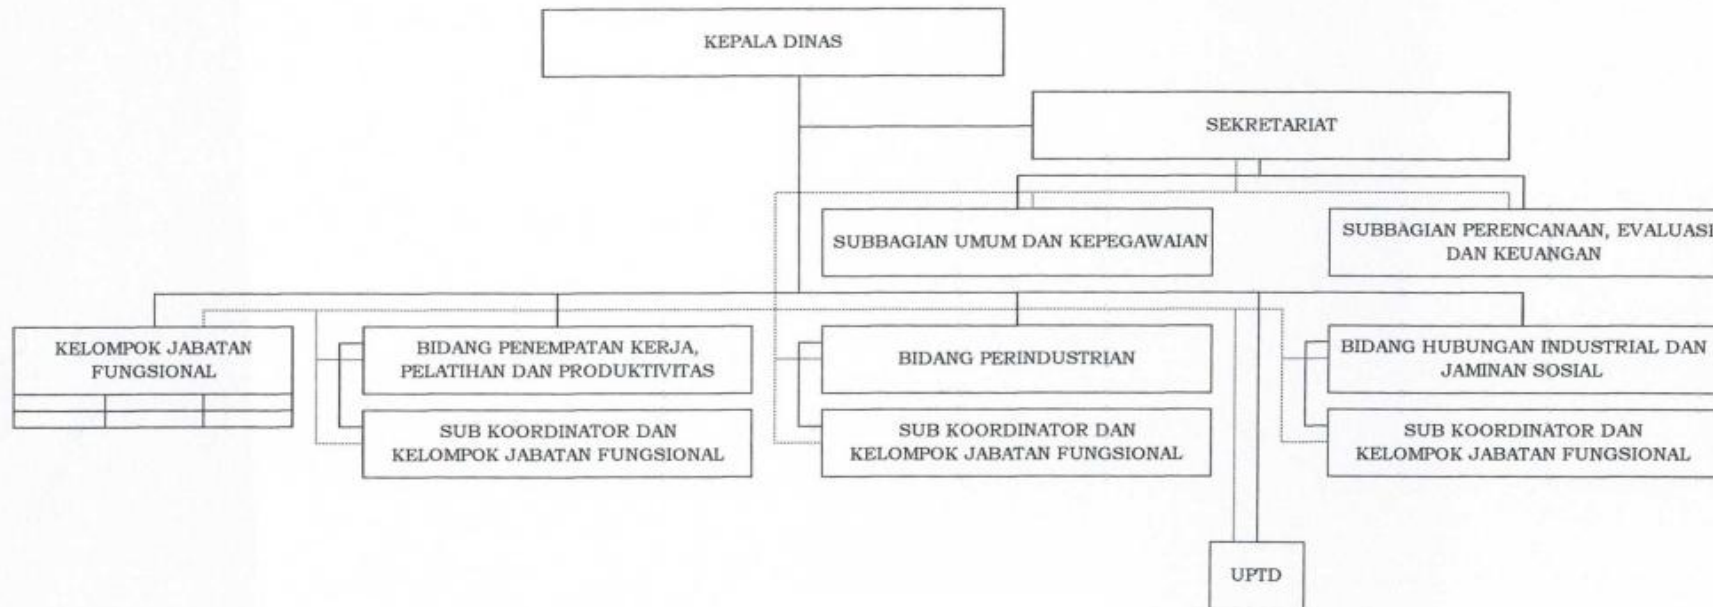 KEPALA DINAS
SEKRETARIAT
SUBBAGIAN UMUM DAN KEPEGAWAIAN
SUBBAGIAN PERENCANAAN, EVALUASI
DAN KEUANGAN
KELOMPOK JABATAN
FUNGSIONAL
BIDANG PENEMPATAN KERJA,
PELATIHAN DAN PRODUKTIVITAS
BIDANG PERINDUSTRIAN
BIDANG HUBUNGAN INDUSTRIAL DAN
JAMINAN SOSIAL
SUB KOORDINATOR DAN
KELOMPOK JABATAN FUNGSIONAL
SUB KOORDINATOR DAN
KELOMPOK JABATAN FUNGSIONAL
SUB KOORDINATOR DAN
KELOMPOK JABATAN FUNGSIONAL
UPTD